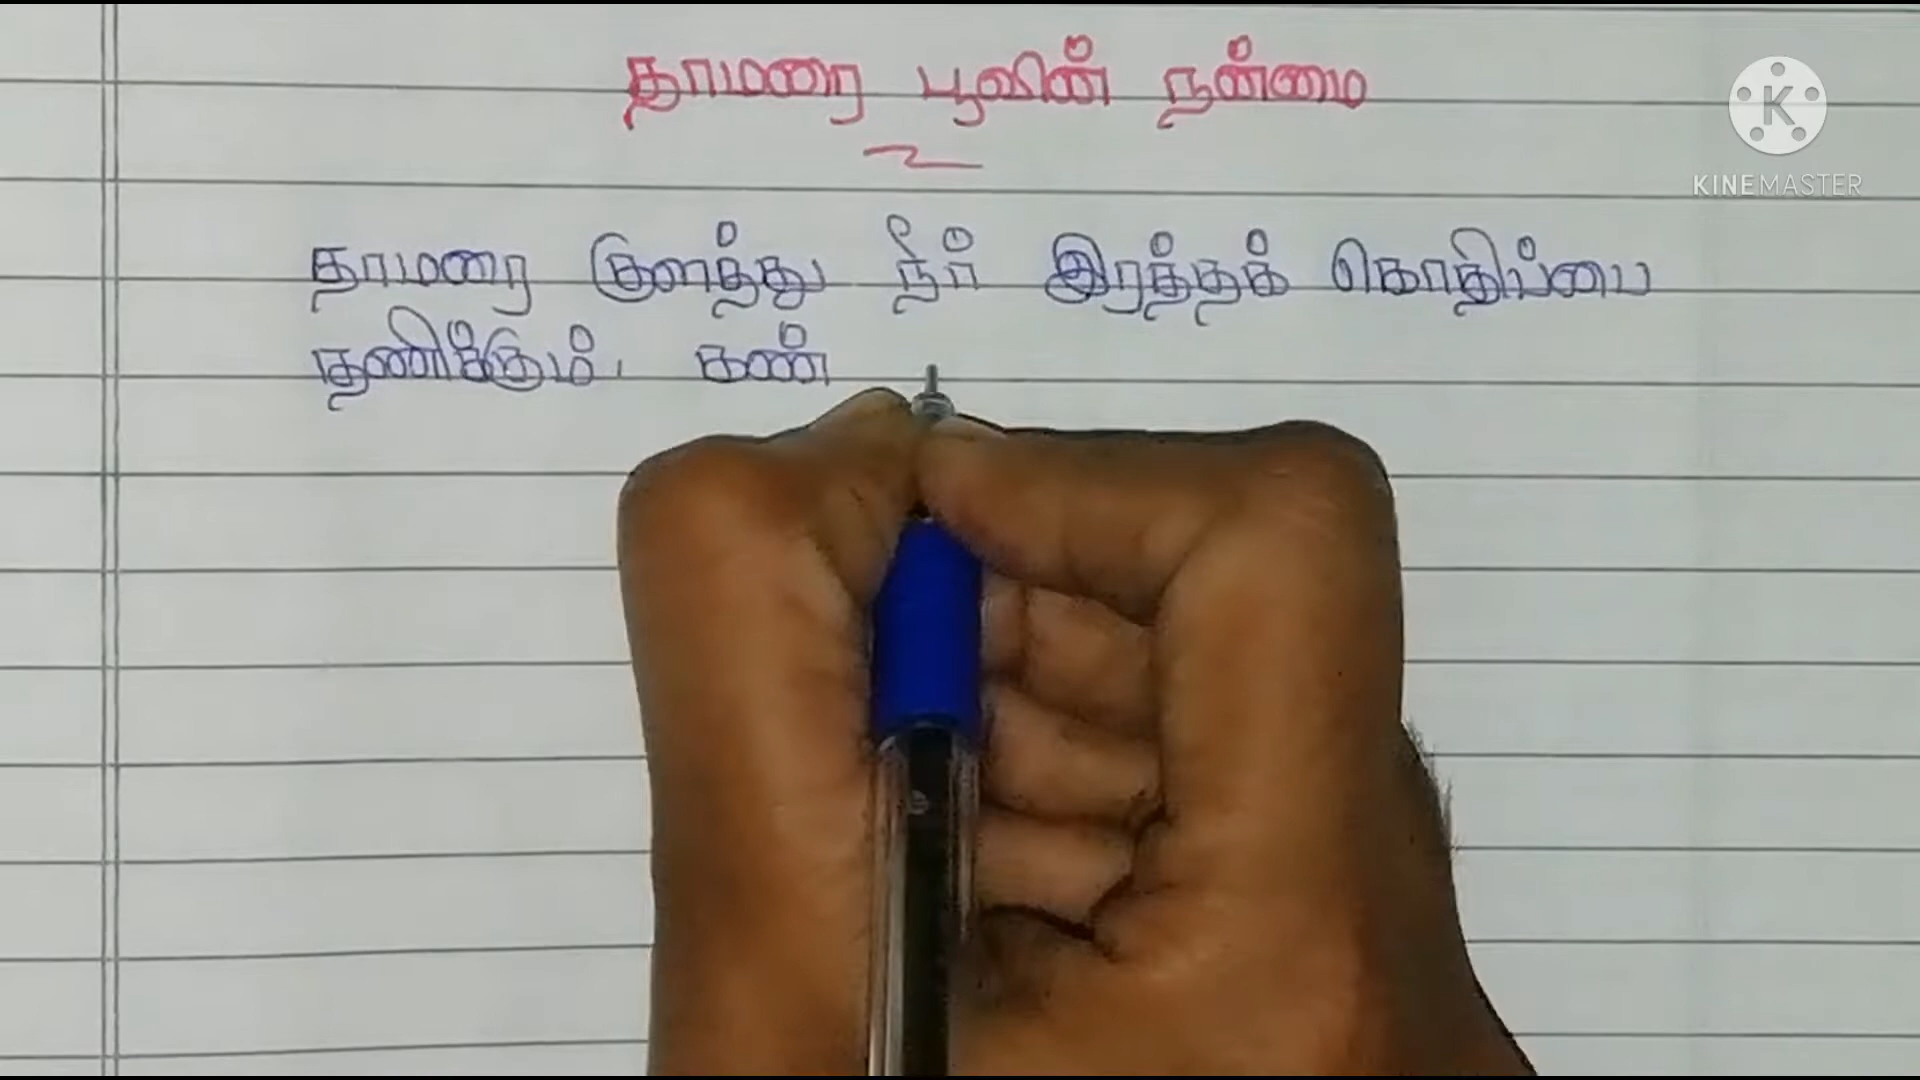 தாமரை பூவின் நன்மை
தாமரை குளத்து நீர் இரத்தக் கொதிப்பை
தணிக்கும். கண்
KINEMASTER